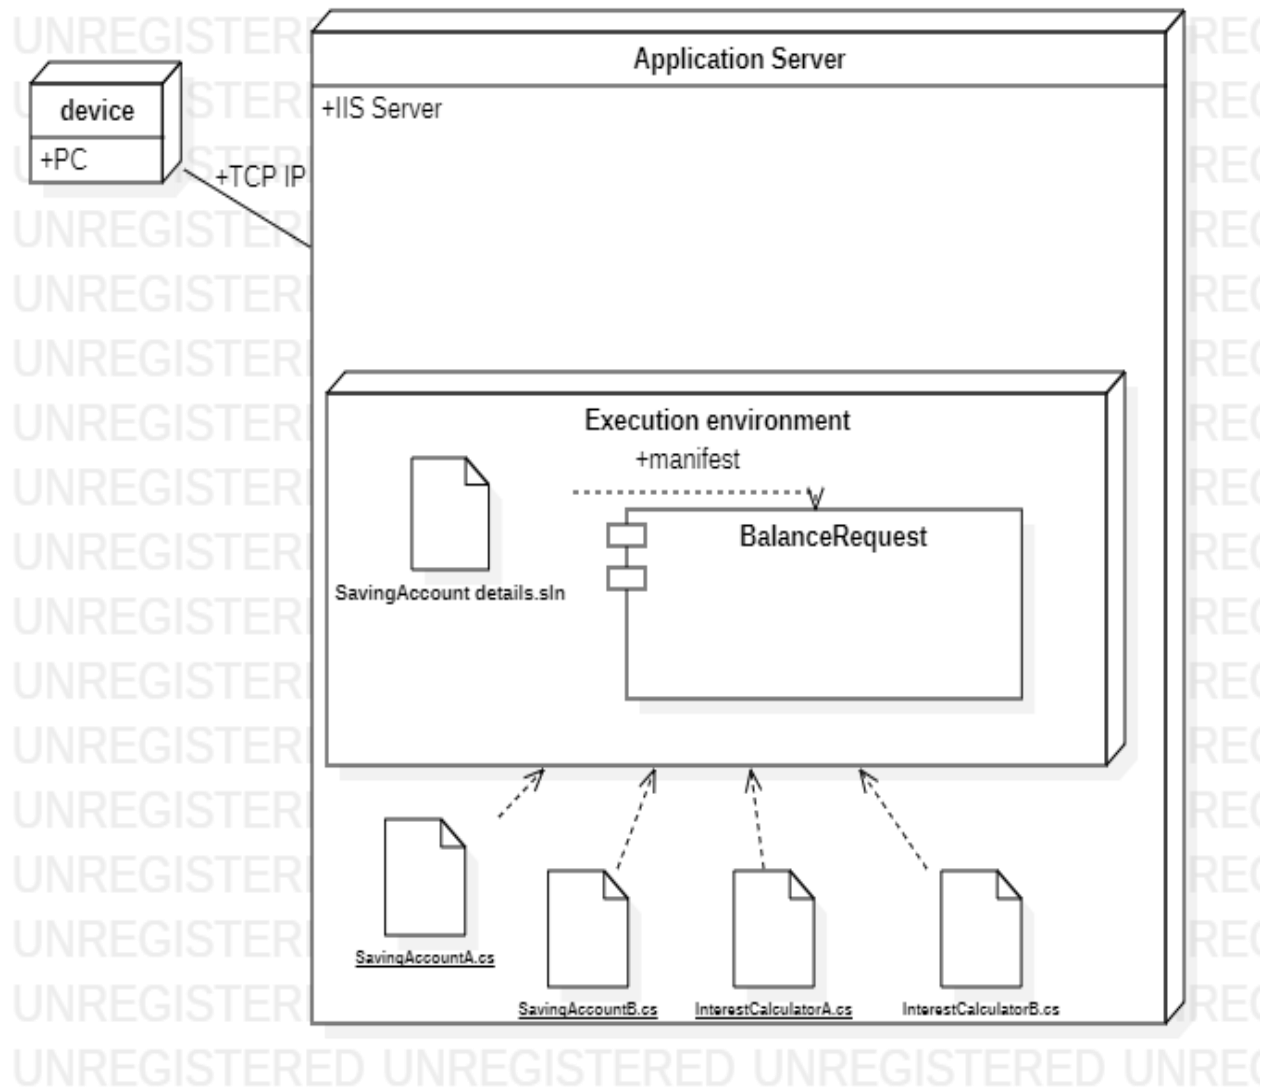 Application Server
+IIS Server
device
+PC
+TCP IP
Execution environment
+manifest
BalanceRequest
SavingAccount details.sln
SavingAccountA.cs
SavingAccountB.cs
InterestCalculatorA.cs
InterestCalculatorB.cs
UNREGISTERED UNREGISTERED